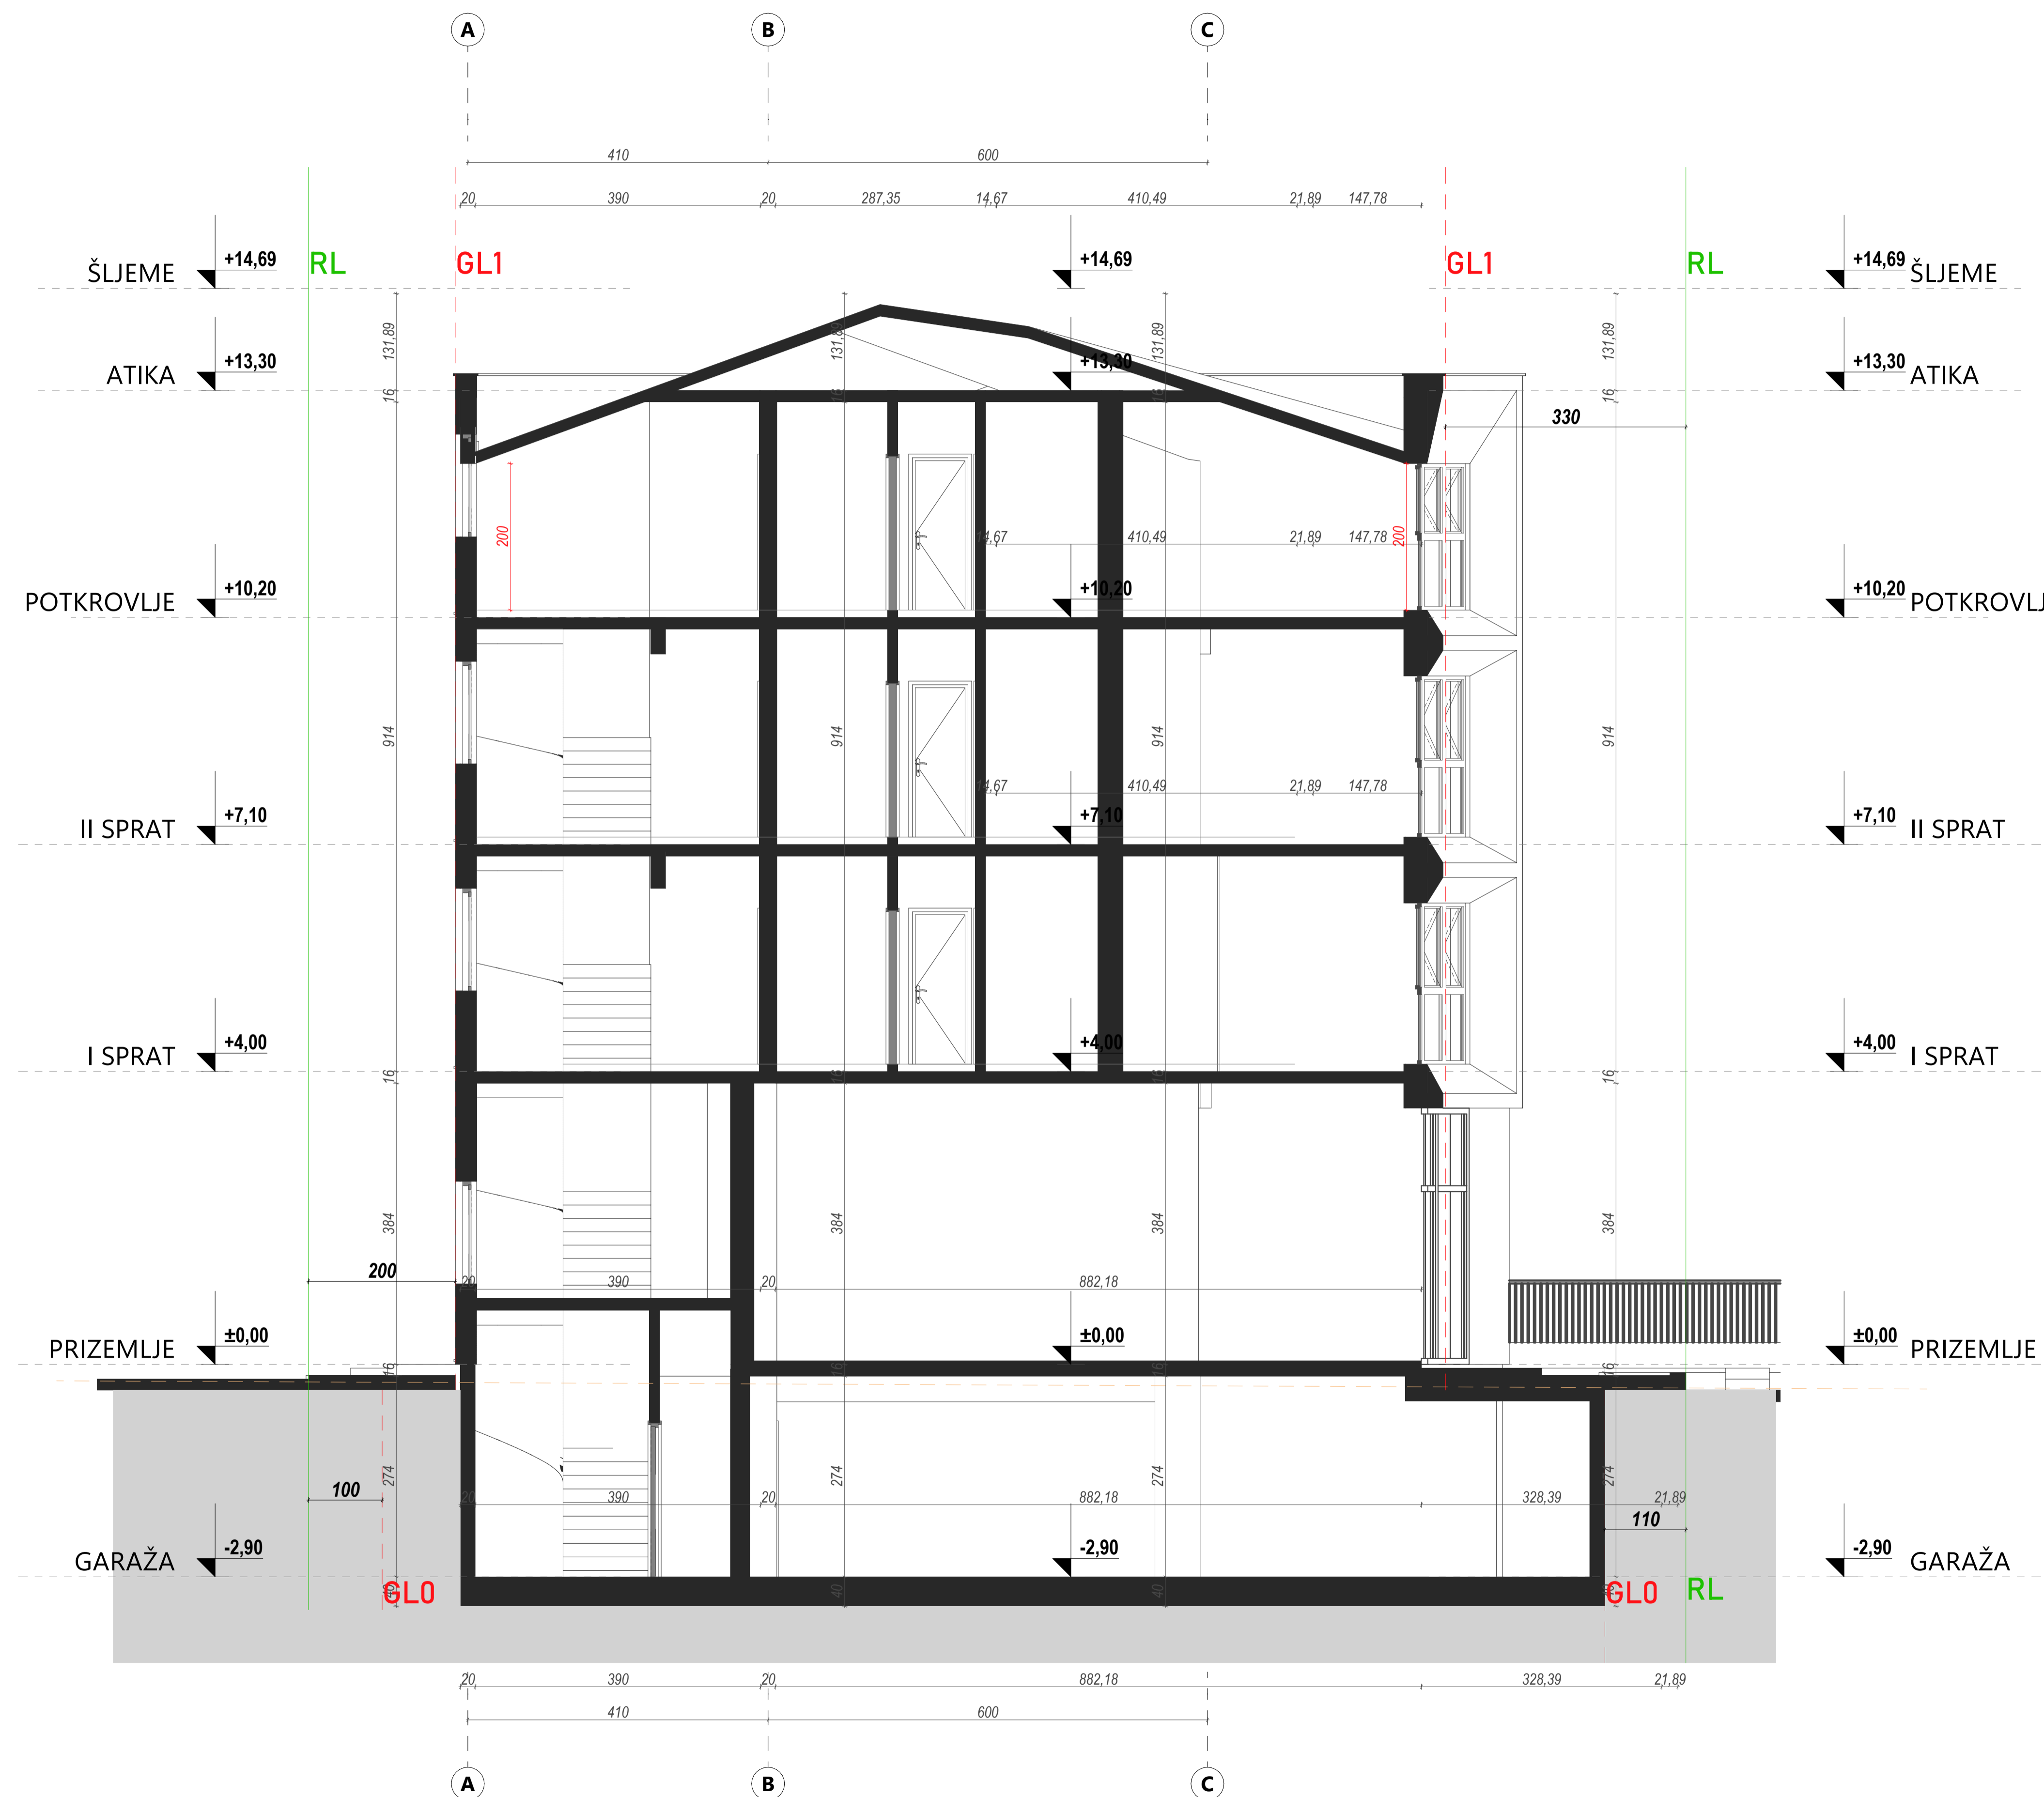 A B C
410 600
20 390 20 287,35 14,67 410,49 21,89 147,78
RL GL1 GL1 RL
ŠLJEME +14,69 +14,69 +14,69 ŠLJEME
131,89 131,89 131,89 131,89
ATIKA +13,30 +13,30 +13,30 ATIKA
16 16 16 16
330
200 14,67 410,49 21,89 147,78 200
POTKROVLJE +10,20 +10,20 +10,20 POTKROVLJ
914 914 914 914
14,67 410,49 21,89 147,78
II SPRAT +7,10 +7,10 +7,10 II SPRAT
I SPRAT +4,00 +4,00 +4,00 I SPRAT
16 16 16 16
384 384 384 384
200
20 390 20 882,18
PRIZEMLJE ±0,00 ±0,00 ±0,00 PRIZEMLJE
16 16 16 16
274 274 274 274
100 20 390 20 882,18 328,39 21,89
110
GARAŽA -2,90 -2,90 -2,90 GARAŽA
40 40 40 40
GL0 GL0 RL
20 390 20 882,18 328,39 21,89
410 600
A B C